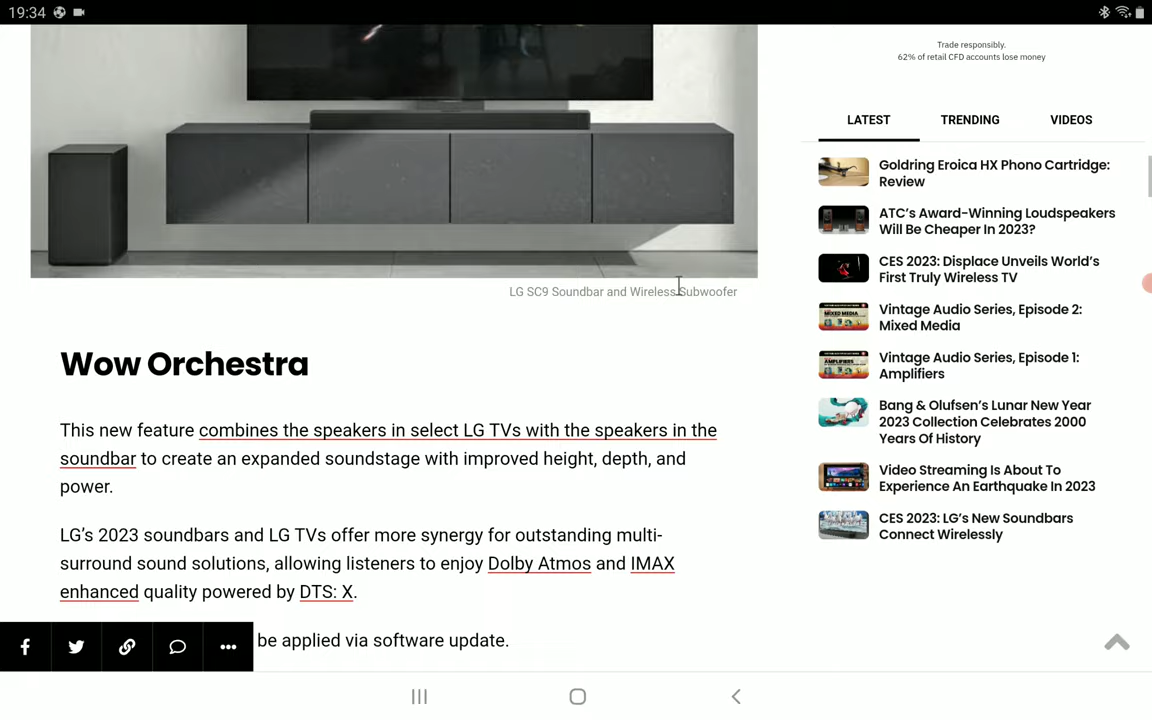 19:34
Trade responsibly.
62% of retail CFD accounts lose money
LATEST
TRENDING
VIDEOS
Goldring Eroica HX Phono Cartridge:
Review
ATC’s Award-Winning Loudspeakers
Will Be Cheaper In 2023?
CES 2023: Displace Unveils World’s
First Truly Wireless TV
Vintage Audio Series, Episode 2:
Mixed Media
Vintage Audio Series, Episode 1:
Amplifiers
Bang & Olufsen’s Lunar New Year
2023 Collection Celebrates 2000
Years Of History
Video Streaming Is About To
Experience An Earthquake In 2023
CES 2023: LG’s New Soundbars
Connect Wirelessly
LG SC9 Soundbar and Wireless Subwoofer
Wow Orchestra
This new feature combines the speakers in select LG TVs with the speakers in the
soundbar to create an expanded soundstage with improved height, depth, and
power.
LG’s 2023 soundbars and LG TVs offer more synergy for outstanding multi-
surround sound solutions, allowing listeners to enjoy Dolby Atmos and IMAX
enhanced quality powered by DTS: X.
be applied via software update.